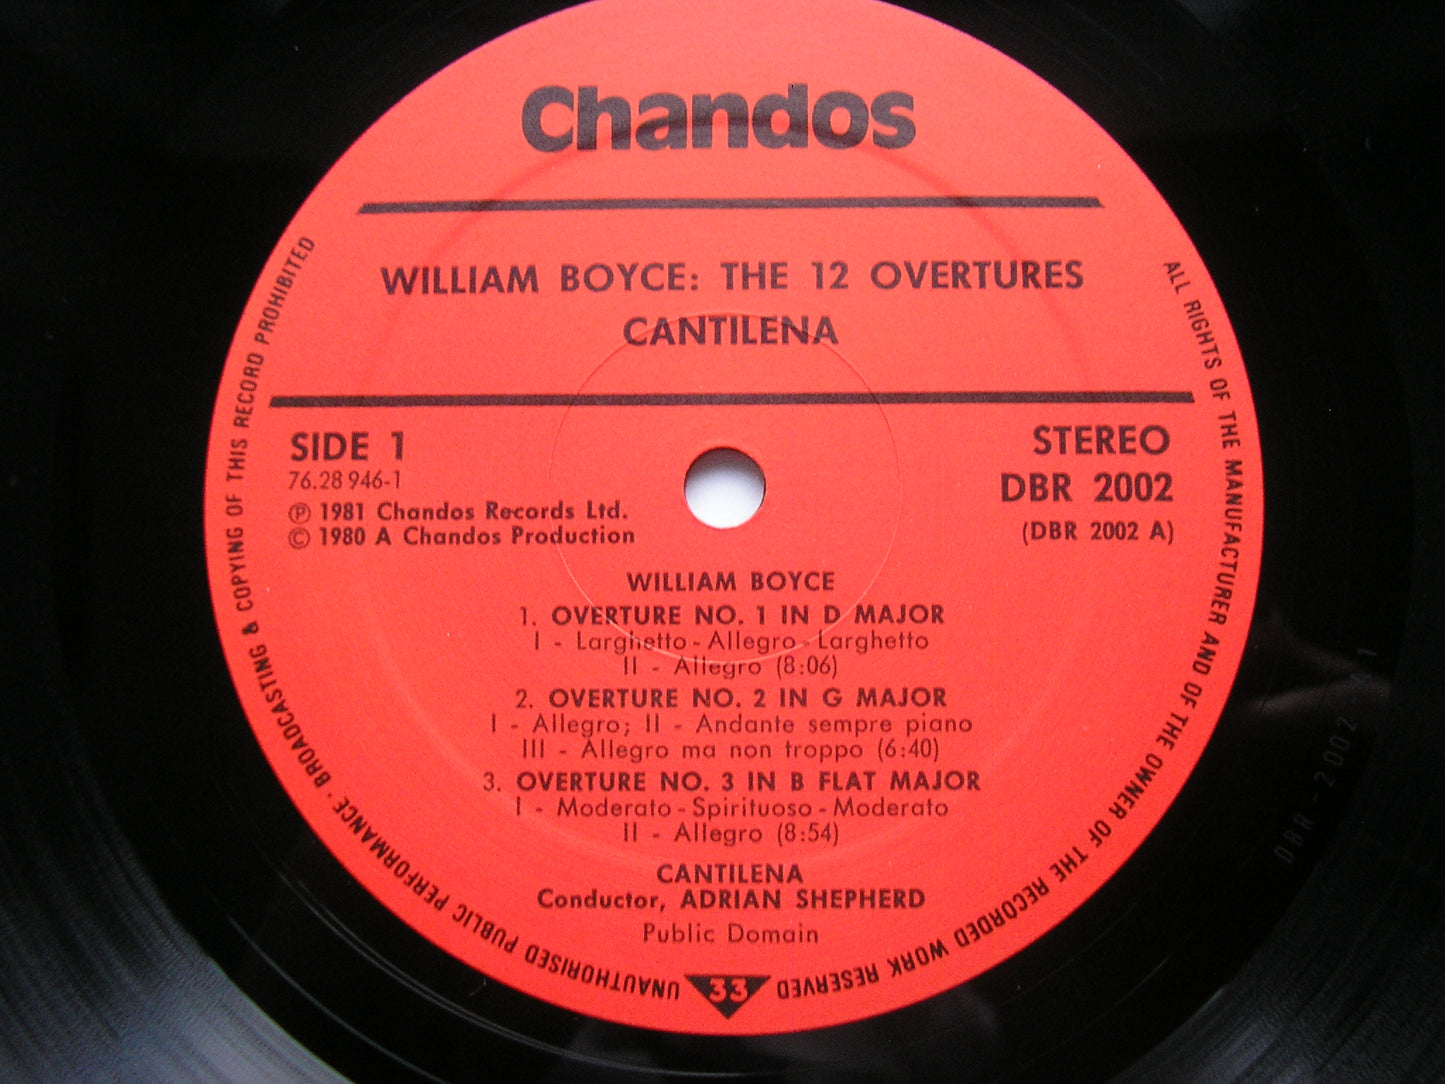 Chandos
WILLIAM BOYCE: THE 12 OVERTURES
CANTILENA
SIDE 1
76.28 946-1
Ⓟ 1981 Chandos Records Ltd.
© 1980 A Chandos Production
STEREO
DBR 2002
(DBR 2002 A)
WILLIAM BOYCE
1. OVERTURE NO. 1 IN D MAJOR
I - Larghetto - Allegro - Larghetto
II - Allegro (8:06)
2. OVERTURE NO. 2 IN G MAJOR
I - Allegro; II - Andante sempre piano
III - Allegro ma non troppo (6:40)
3. OVERTURE NO. 3 IN B FLAT MAJOR
I - Moderato - Spirituoso - Moderato
II - Allegro (8:54)
CANTILENA
Conductor, ADRIAN SHEPHERD
Public Domain
33
ALL RIGHTS OF THE MANUFACTURER AND OF THE OWNER OF THE RECORDED WORK RESERVED
UNAUTHORISED PUBLIC PERFORMANCE · BROADCASTING & COPYING OF THIS RECORD PROHIBITED
DBR - 2002